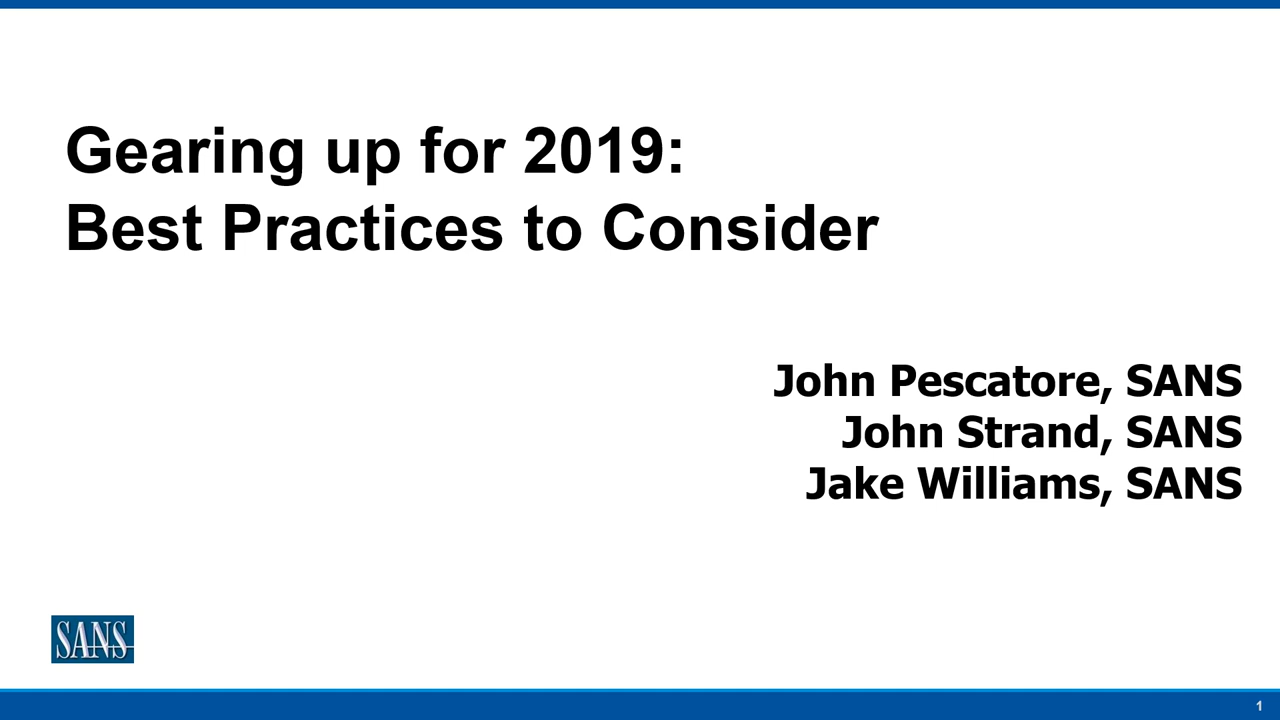 Gearing up for 2019:
Best Practices to Consider
John Pescatore, SANS
John Strand, SANS
Jake Williams, SANS
SANS
1